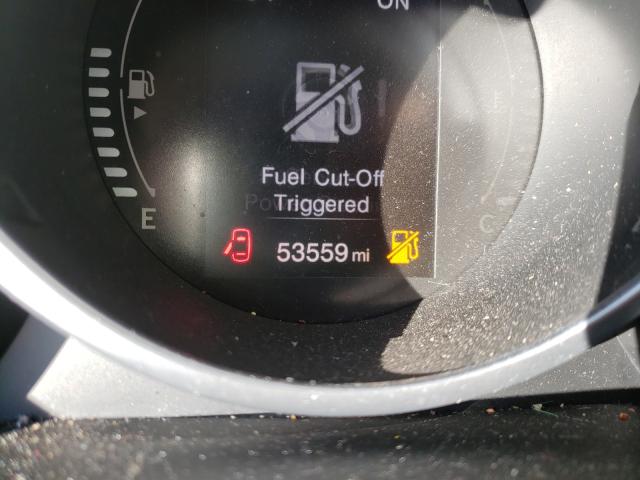 ON
Fuel Cut-Off
Triggered
E
53559 mi
C